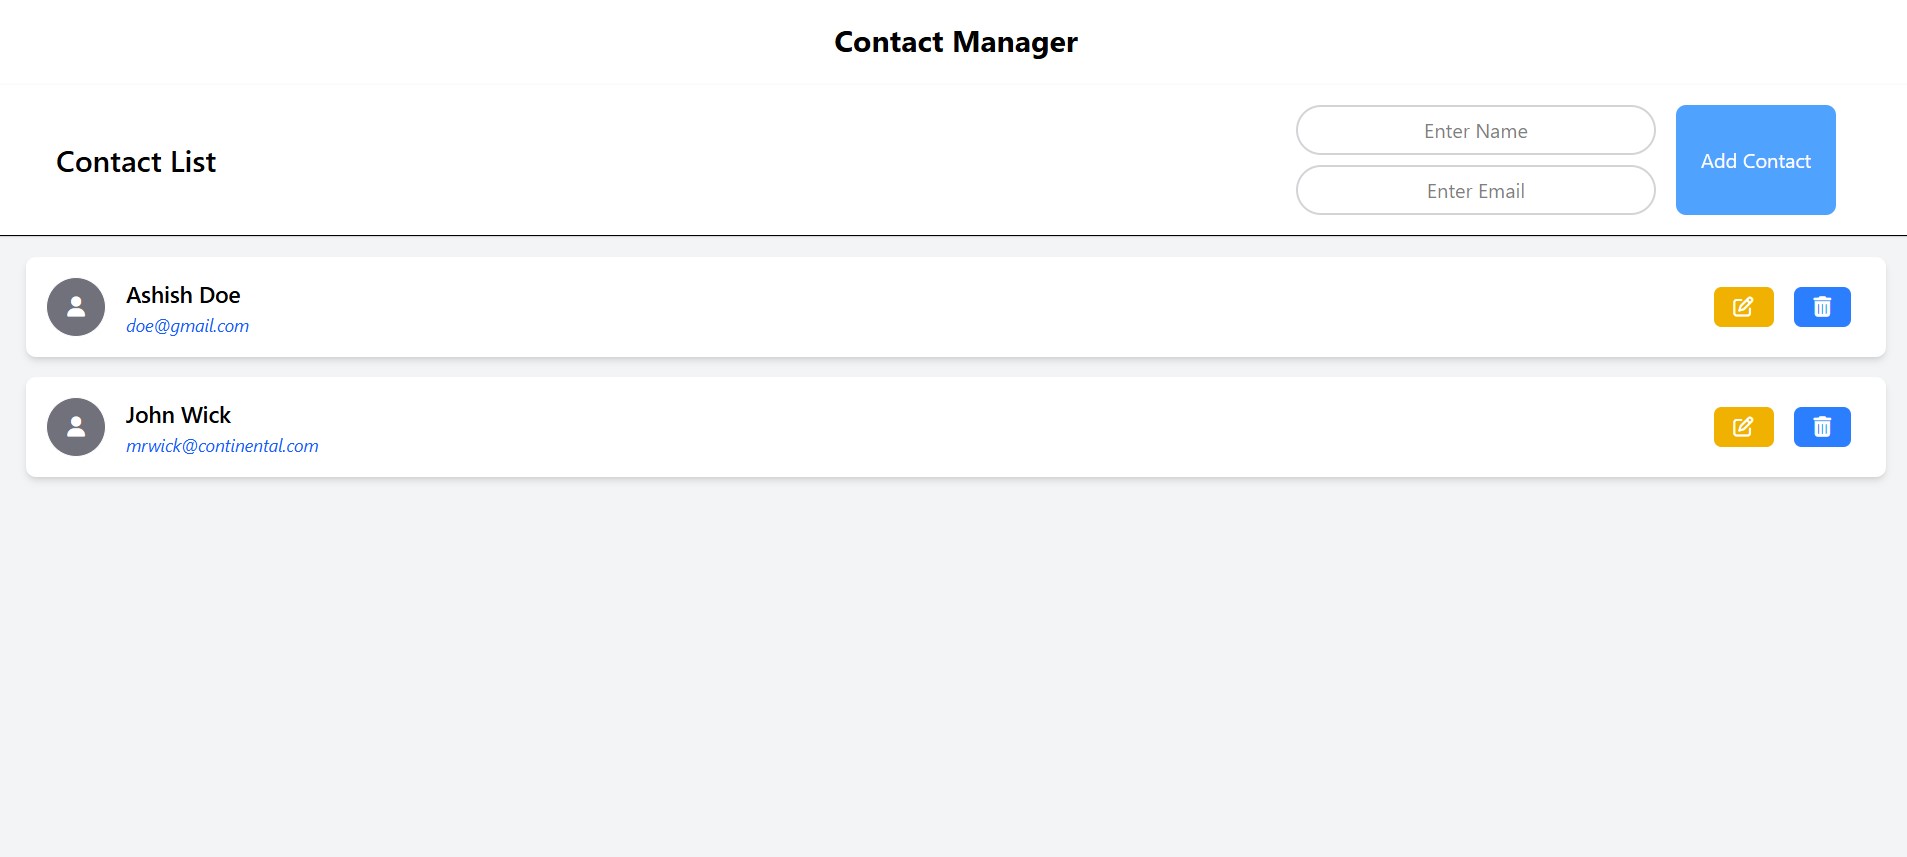 Contact Manager
Contact List
Enter Name
Enter Email
Add Contact
Ashish Doe
doe@gmail.com
John Wick
mrwick@continental.com